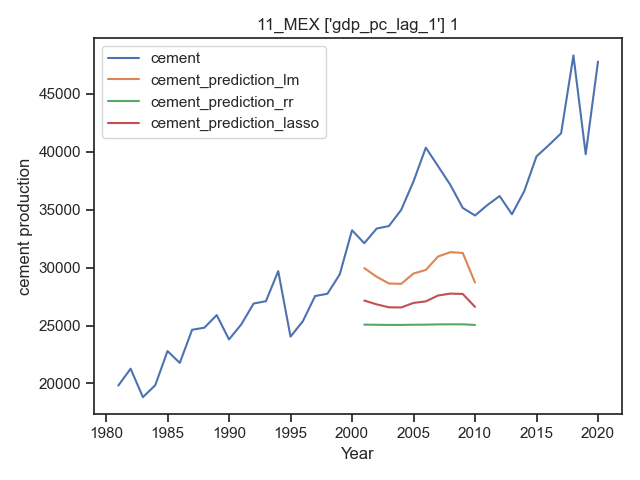 11_MEX ['gdp_pc_lag_1'] 1
cement
cement_prediction_lm
cement_prediction_rr
cement_prediction_lasso
cement production
45000
40000
35000
30000
25000
20000
1980 1985 1990 1995 2000 2005 2010 2015 2020
Year